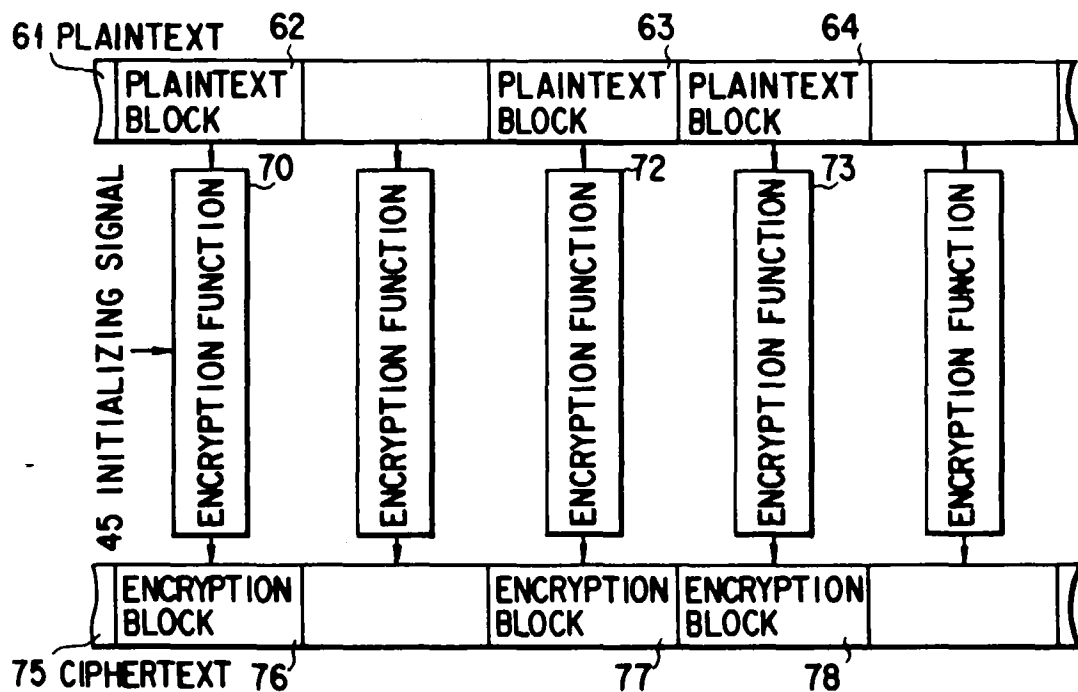 61 PLAINTEXT
62
63
64
PLAINTEXT
BLOCK
PLAINTEXT
BLOCK
PLAINTEXT
BLOCK
45 INITIALIZING SIGNAL
70
72
73
ENCRYPTION FUNCTION
ENCRYPTION FUNCTION
ENCRYPTION FUNCTION
ENCRYPTION FUNCTION
ENCRYPTION FUNCTION
ENCRYPTION
BLOCK
ENCRYPTION
BLOCK
ENCRYPTION
BLOCK
75 CIPHERTEXT
76
77
78